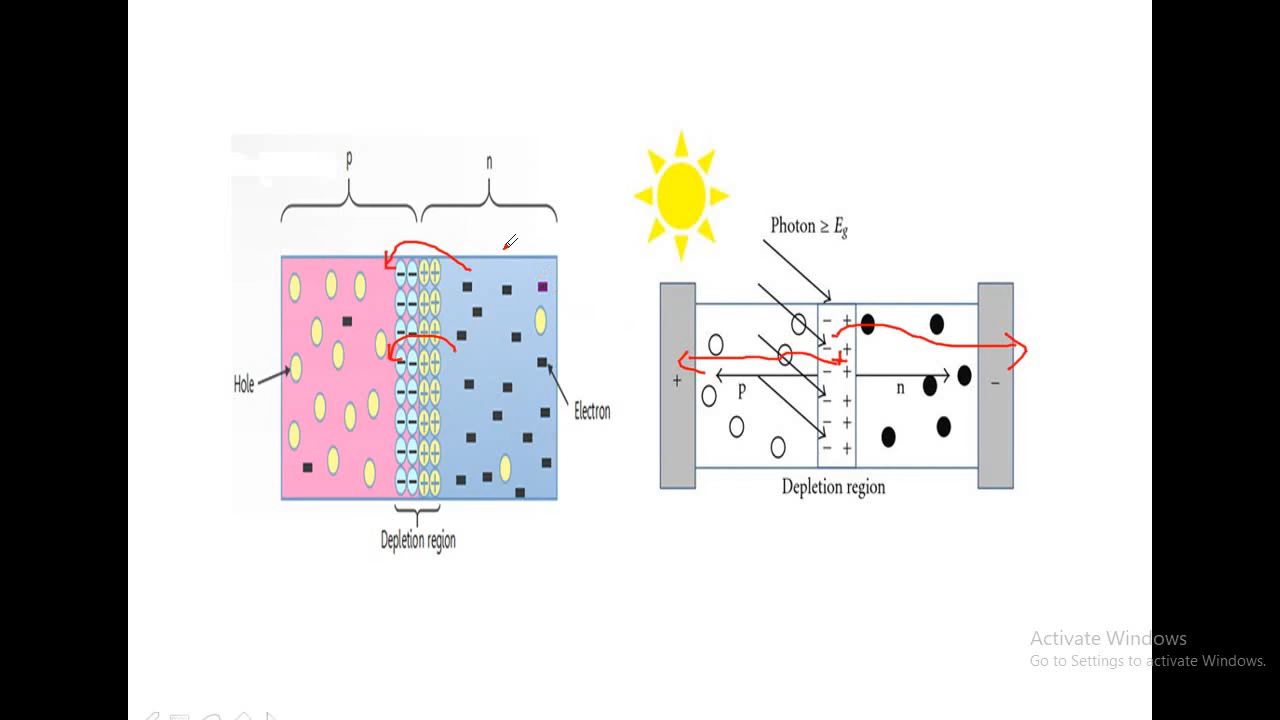 p
n
Hole
Electron
Depletion region
Photon ≥ Eg
+
p
n
−
Depletion region
Activate Windows
Go to Settings to activate Windows.